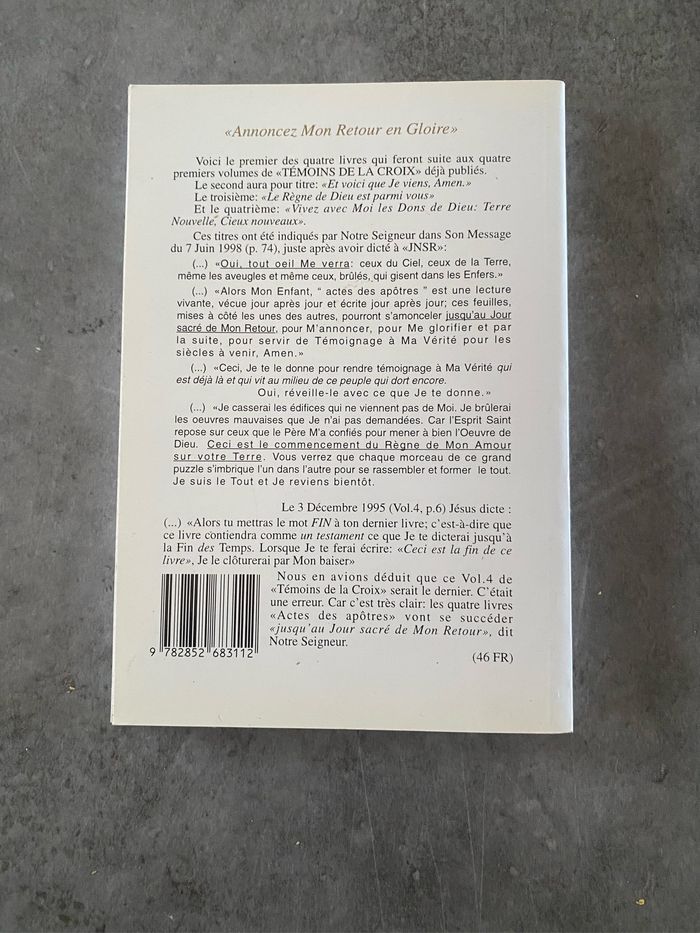 «Annoncez Mon Retour en Gloire»
Voici le premier des quatre livres qui feront suite aux quatre
premiers volumes de «TÉMOINS DE LA CROIX» déjà publiés.
Le second aura pour titre: «Et voici que Je viens, Amen.»
Le troisième: «Le Règne de Dieu est parmi vous»
Et le quatrième: «Vivez avec Moi les Dons de Dieu: Terre
Nouvelle, Cieux nouveaux».
Ces titres ont été indiqués par Notre Seigneur dans Son Message
du 7 Juin 1998 (p. 74), juste après avoir dicté à «JNSR»:
(...) «Oui, tout oeil Me verra: ceux du Ciel, ceux de la Terre,
même les aveugles et même ceux, brûlés, qui gisent dans les Enfers.»
(...) «Alors Mon Enfant, “ actes des apôtres ” est une lecture
vivante, vécue jour après jour et écrite jour après jour; ces feuilles,
mises à côté les unes des autres, pourront s'amonceler jusqu'au Jour
sacré de Mon Retour, pour M'annoncer, pour Me glorifier et par
la suite, pour servir de Témoignage à Ma Vérité pour les
siècles à venir, Amen.»
(...) «Ceci, Je te le donne pour rendre témoignage à Ma Vérité qui
est déjà là et qui vit au milieu de ce peuple qui dort encore.
Oui, réveille-le avec ce que Je te donne.»
(...) «Je casserai les édifices qui ne viennent pas de Moi. Je brûlerai
les oeuvres mauvaises que Je n'ai pas demandées. Car l'Esprit Saint
repose sur ceux que le Père M'a confiés pour mener à bien l'Oeuvre de
Dieu. Ceci est le commencement du Règne de Mon Amour
sur votre Terre. Vous verrez que chaque morceau de ce grand
puzzle s'imbrique l'un dans l'autre pour se rassembler et former le tout.
Je suis le Tout et Je reviens bientôt.
Le 3 Décembre 1995 (Vol.4, p.6) Jésus dicte :
(...) «Alors tu mettras le mot FIN à ton dernier livre; c'est-à-dire que
ce livre contiendra comme un testament ce que Je te dicterai jusqu'à
la Fin des Temps. Lorsque Je te ferai écrire: «Ceci est la fin de ce
livre», Je le clôturerai par Mon baiser»
Nous en avions déduit que ce Vol.4 de
«Témoins de la Croix» serait le dernier. C'était
une erreur. Car c'est très clair: les quatre livres
«Actes des apôtres» vont se succéder
«jusqu'au Jour sacré de Mon Retour», dit
Notre Seigneur.
9 782852 683112
(46 FR)